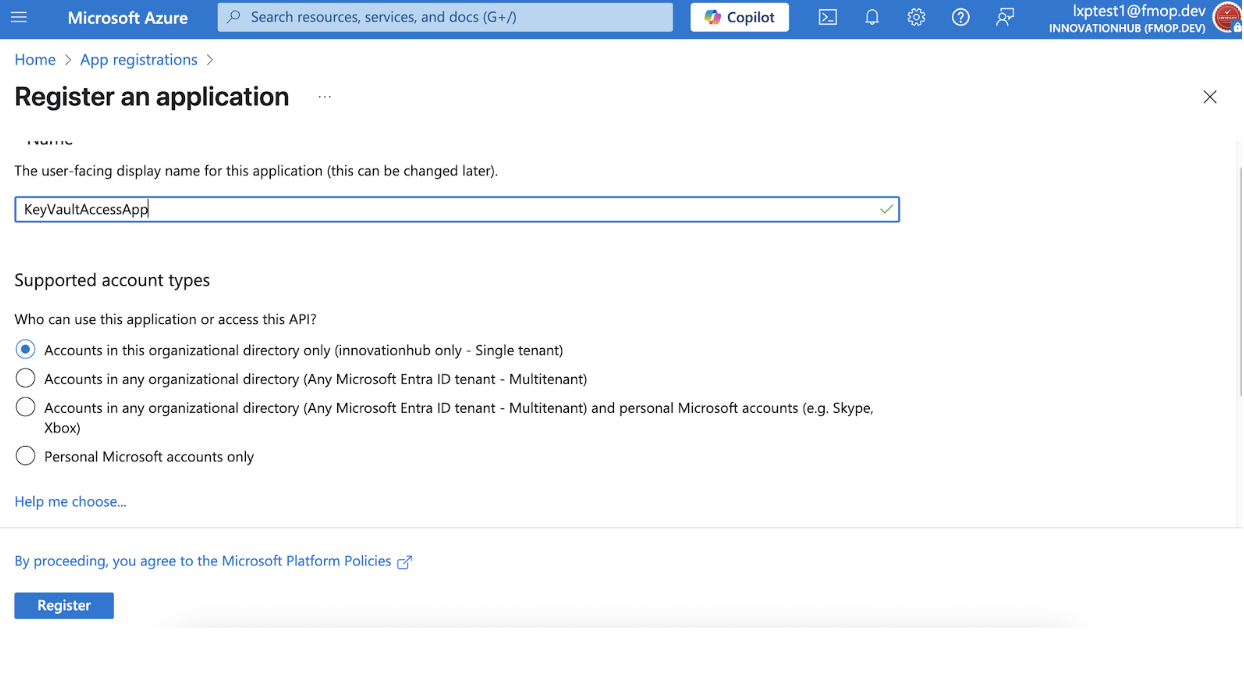 Microsoft Azure
Search resources, services, and docs (G+/)
Copilot
lxptest1@fmop.dev
INNOVATIONHUB (FMOP.DEV)
Home > App registrations >
Register an application ...
Name
The user-facing display name for this application (this can be changed later).
KeyVaultAccessApp
Supported account types
Who can use this application or access this API?
Accounts in this organizational directory only (innovationhub only - Single tenant)
Accounts in any organizational directory (Any Microsoft Entra ID tenant - Multitenant)
Accounts in any organizational directory (Any Microsoft Entra ID tenant - Multitenant) and personal Microsoft accounts (e.g. Skype,
Xbox)
Personal Microsoft accounts only
Help me choose...
By proceeding, you agree to the Microsoft Platform Policies
Register